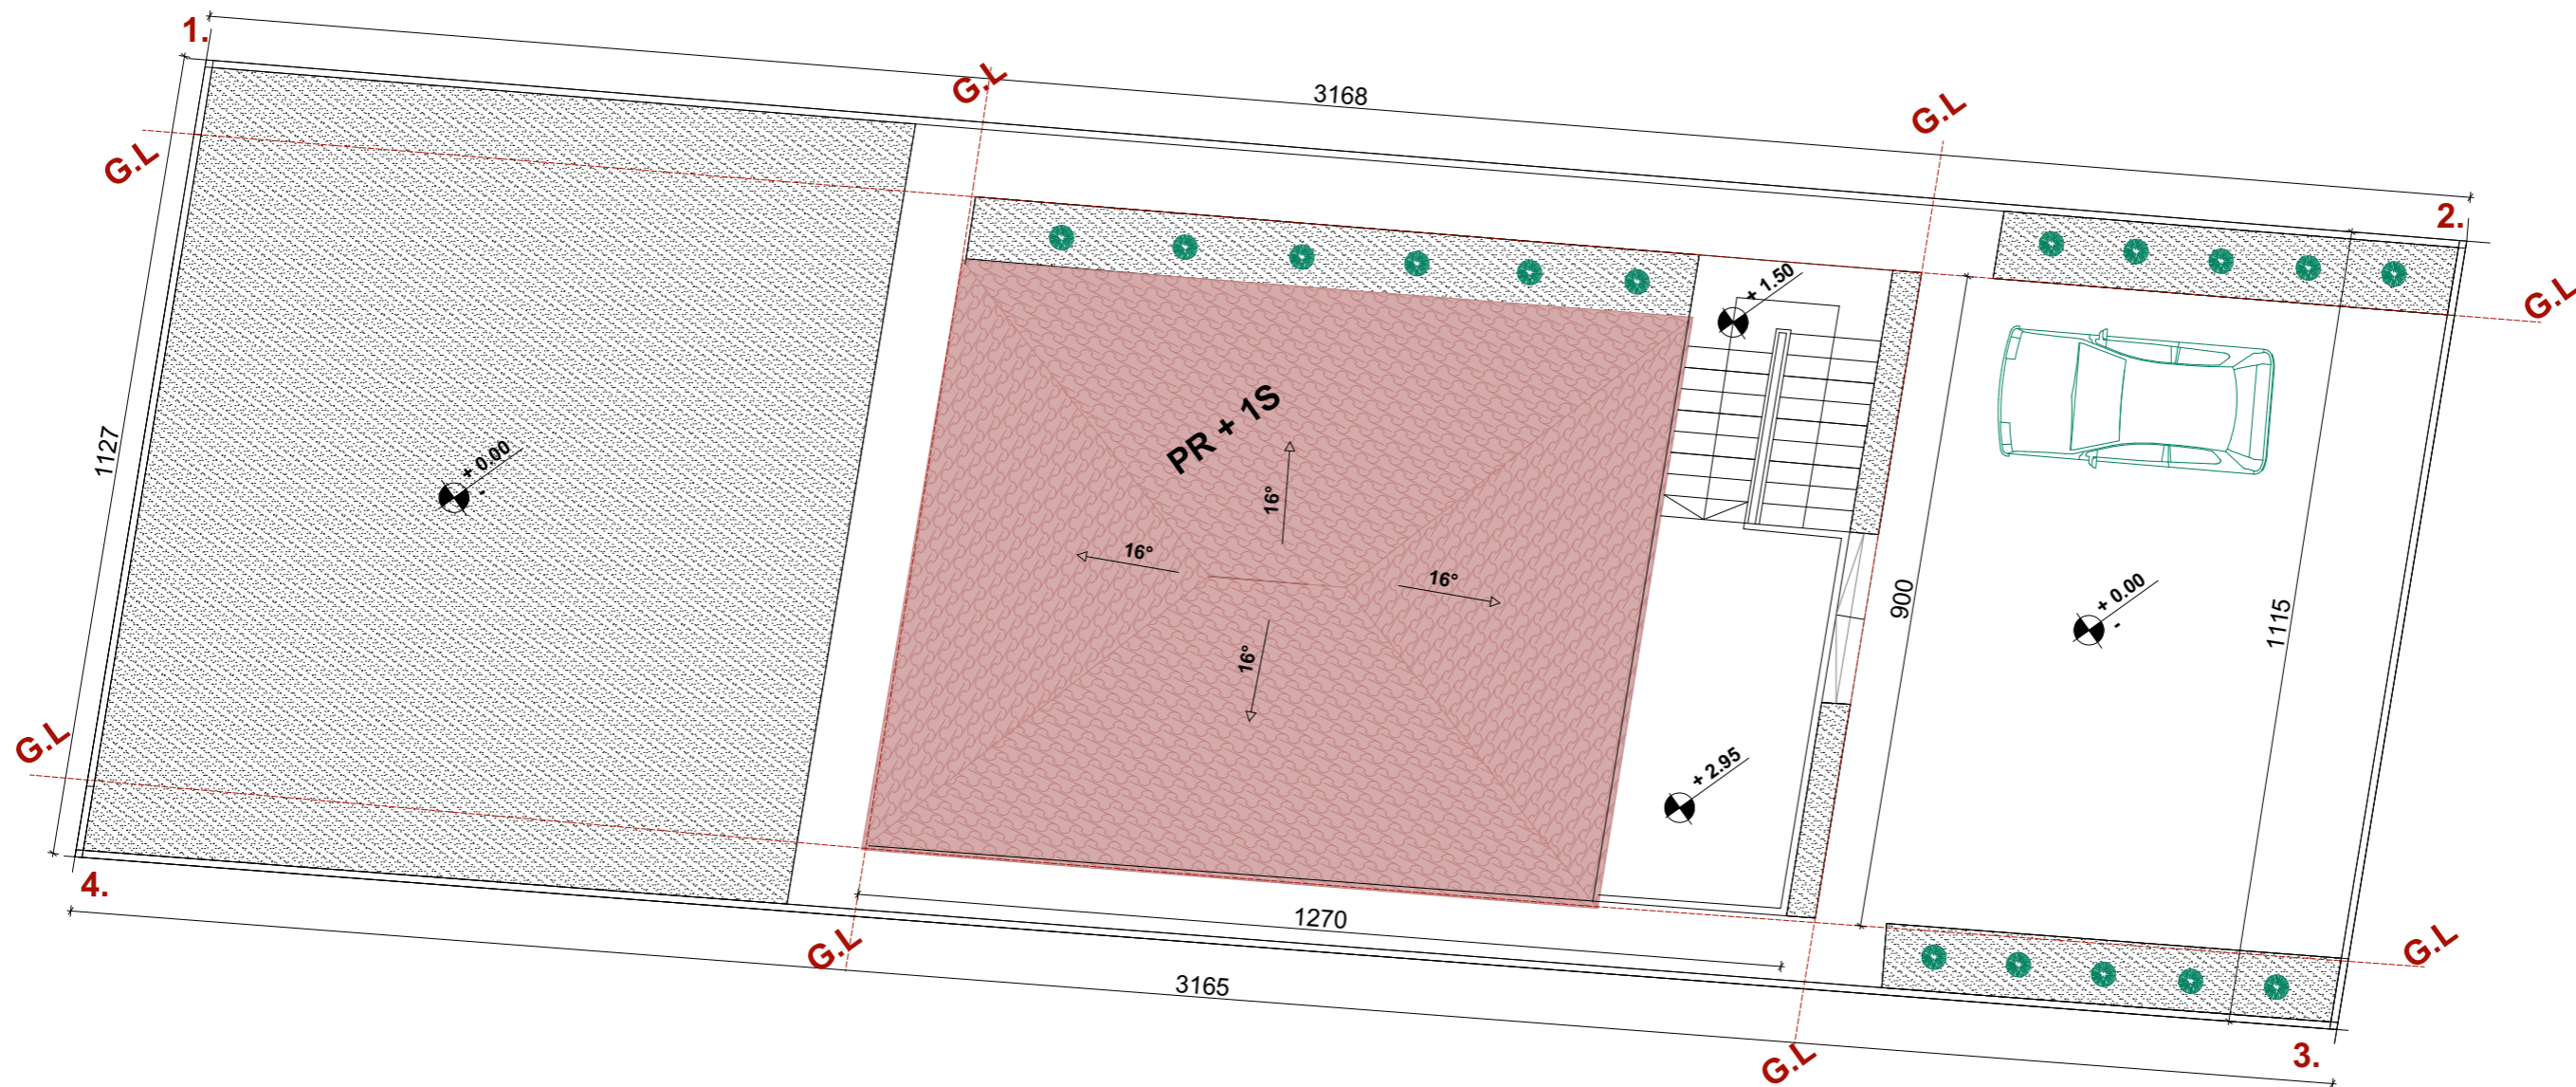 1.
G.L
3168
G.L
2.
G.L
G.L
+ 1.50
PR + 1S
1127
+ 0.00
-
16°
16°
16°
16°
900
+ 0.00
-
1115
G.L
+ 2.95
4.
1270
G.L
G.L
3165
G.L
3.